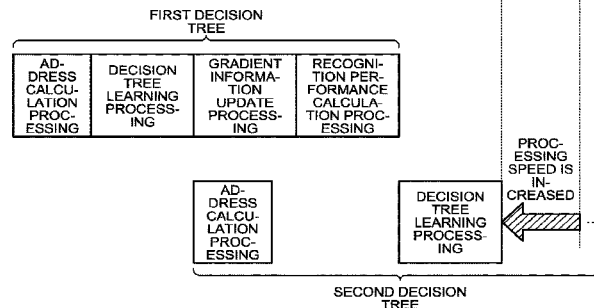 FIRST DECISION
TREE
AD-
DRESS
CALCU-
LATION
PROC-
ESSING
DECISION
TREE
LEARNING
PROCESS-
ING
GRADIENT
INFORMA-
TION
UPDATE
PROCESS-
ING
RECOGNI-
TION PER-
FORMANCE
CALCULA-
TION PROC-
ESSING
PROC-
ESSING
SPEED IS
IN-
CREASED
AD-
DRESS
CALCU-
LATION
PROC-
ESSING
DECISION
TREE
LEARNING
PROCESS-
ING
SECOND DECISION
TREE